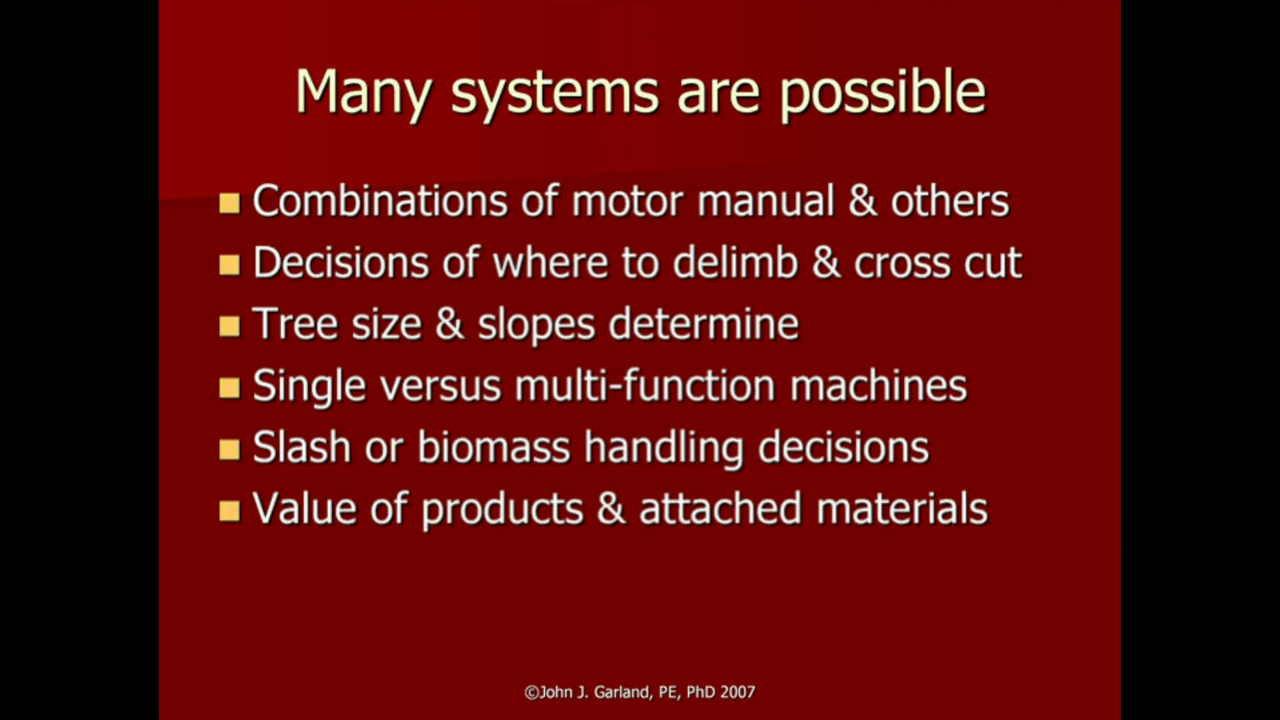 Many systems are possible
Combinations of motor manual & others
Decisions of where to delimb & cross cut
Tree size & slopes determine
Single versus multi-function machines
Slash or biomass handling decisions
Value of products & attached materials
©John J. Garland, PE, PhD 2007